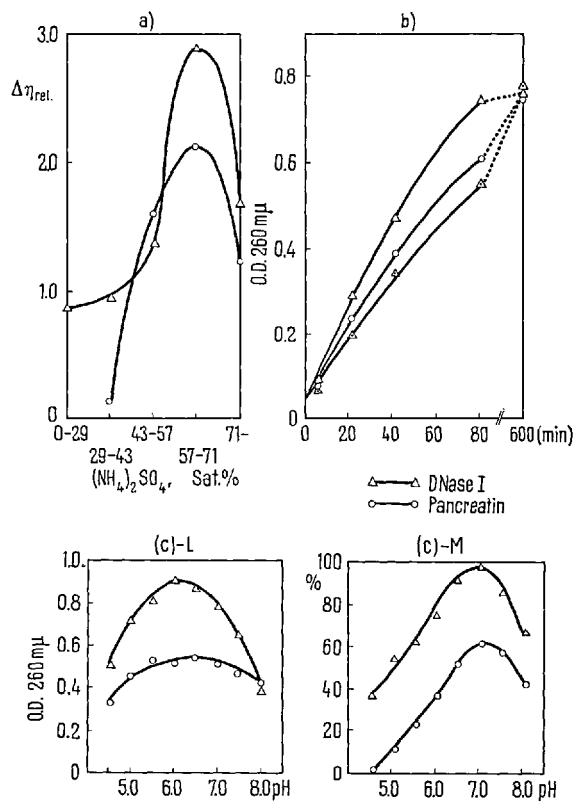 a)
b)
3.0
Δηrel.
2.0
1.0
0
0-29
43-57
71-
29-43
57-71
(NH4)2SO4, Sat.%
0.8
0.6
O.D. 260 mμ
0.4
0.2
0
0 20 40 60 80 600 (min)
DNase I
Pancreatin
(c)-L
1.0
0.8
0.6
O.D. 260 mμ
0.4
0.2
0
5.0 6.0 7.0 8.0 pH
(c)-M
100
%
80
60
40
20
0
5.0 6.0 7.0 8.0 pH